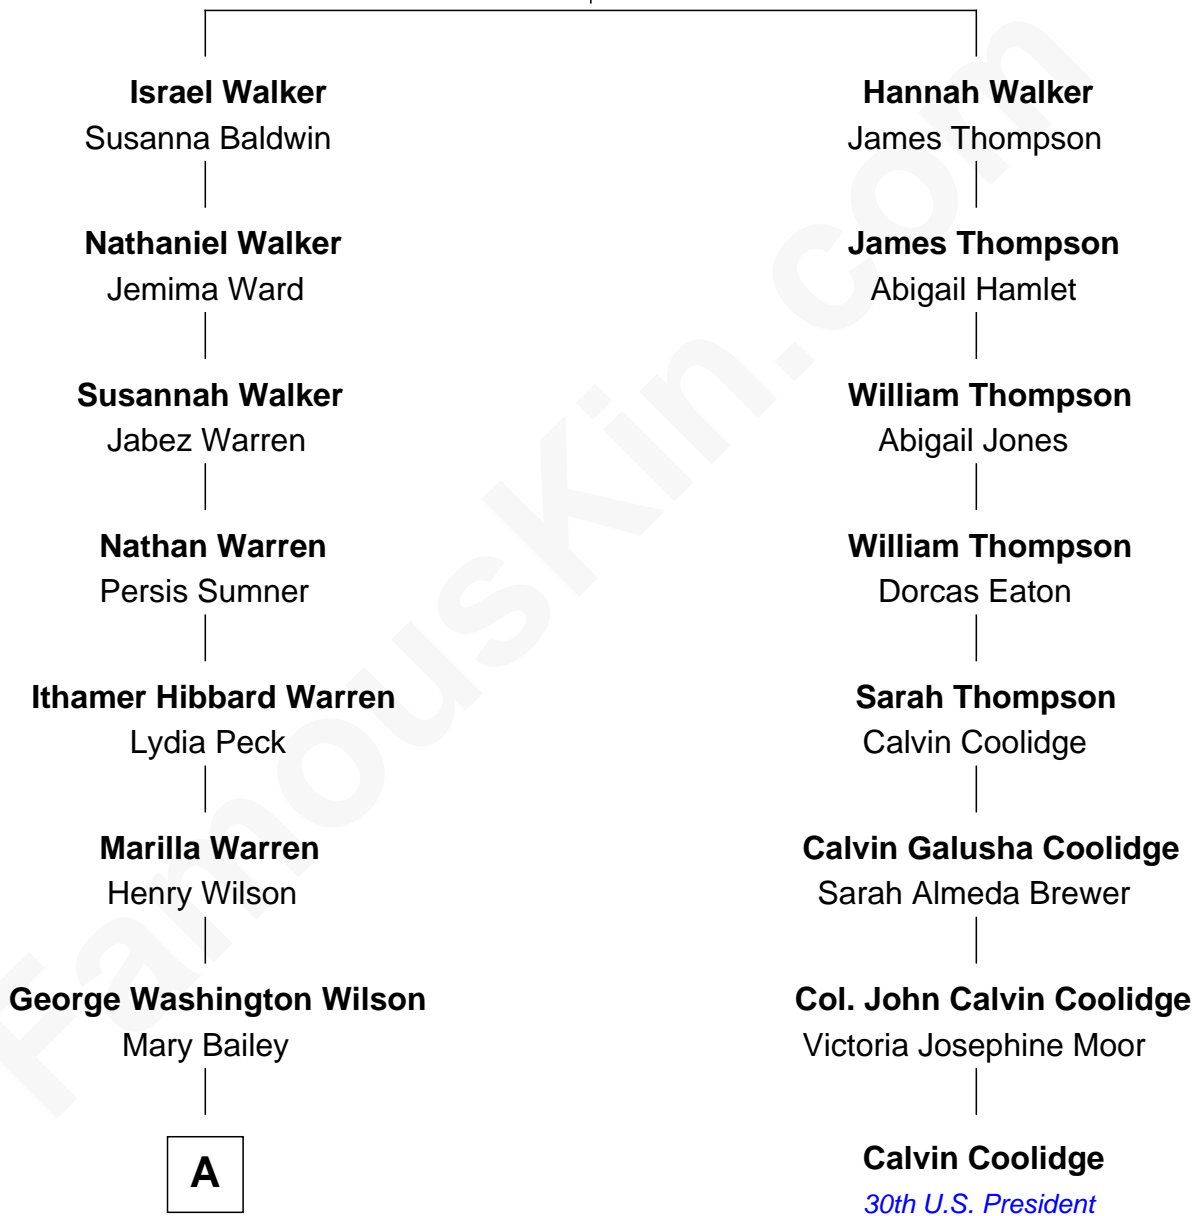 Israel Walker
Susanna Baldwin
Nathaniel Walker
Jemima Ward
Susannah Walker
Jabez Warren
Nathan Warren
Persis Sumner
Ithamer Hibbard Warren
Lydia Peck
Marilla Warren
Henry Wilson
George Washington Wilson
Mary Bailey
A
Hannah Walker
James Thompson
James Thompson
Abigail Hamlet
William Thompson
Abigail Jones
William Thompson
Dorcas Eaton
Sarah Thompson
Calvin Coolidge
Calvin Galusha Coolidge
Sarah Almeda Brewer
Col. John Calvin Coolidge
Victoria Josephine Moor
Calvin Coolidge
30th U.S. President
FamousKin.com